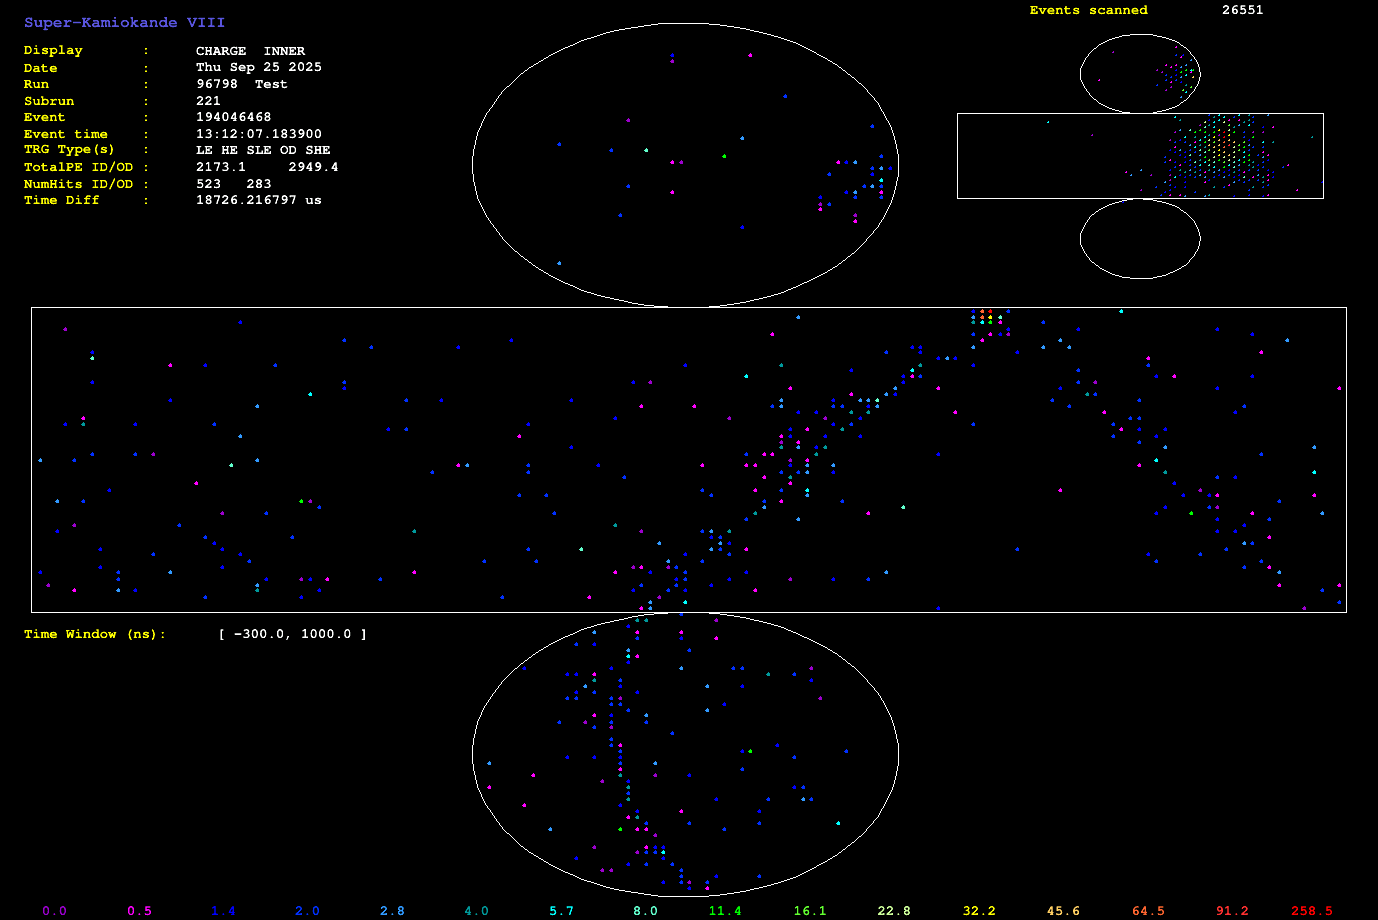 Super-Kamiokande VIII
Display : CHARGE INNER
Date : Thu Sep 25 2025
Run : 96798 Test
Subrun : 221
Event : 194046468
Event time : 13:12:07.183900
TRG Type(s) : LE HE SLE OD SHE
TotalPE ID/OD : 2173.1 2949.4
NumHits ID/OD : 523 283
Time Diff : 18726.216797 us
Events scanned 26551
Time Window (ns): [ -300.0, 1000.0 ]
0.0 0.5 1.4 2.0 2.8 4.0 5.7 8.0 11.4 16.1 22.8 32.2 45.6 64.5 91.2 258.5